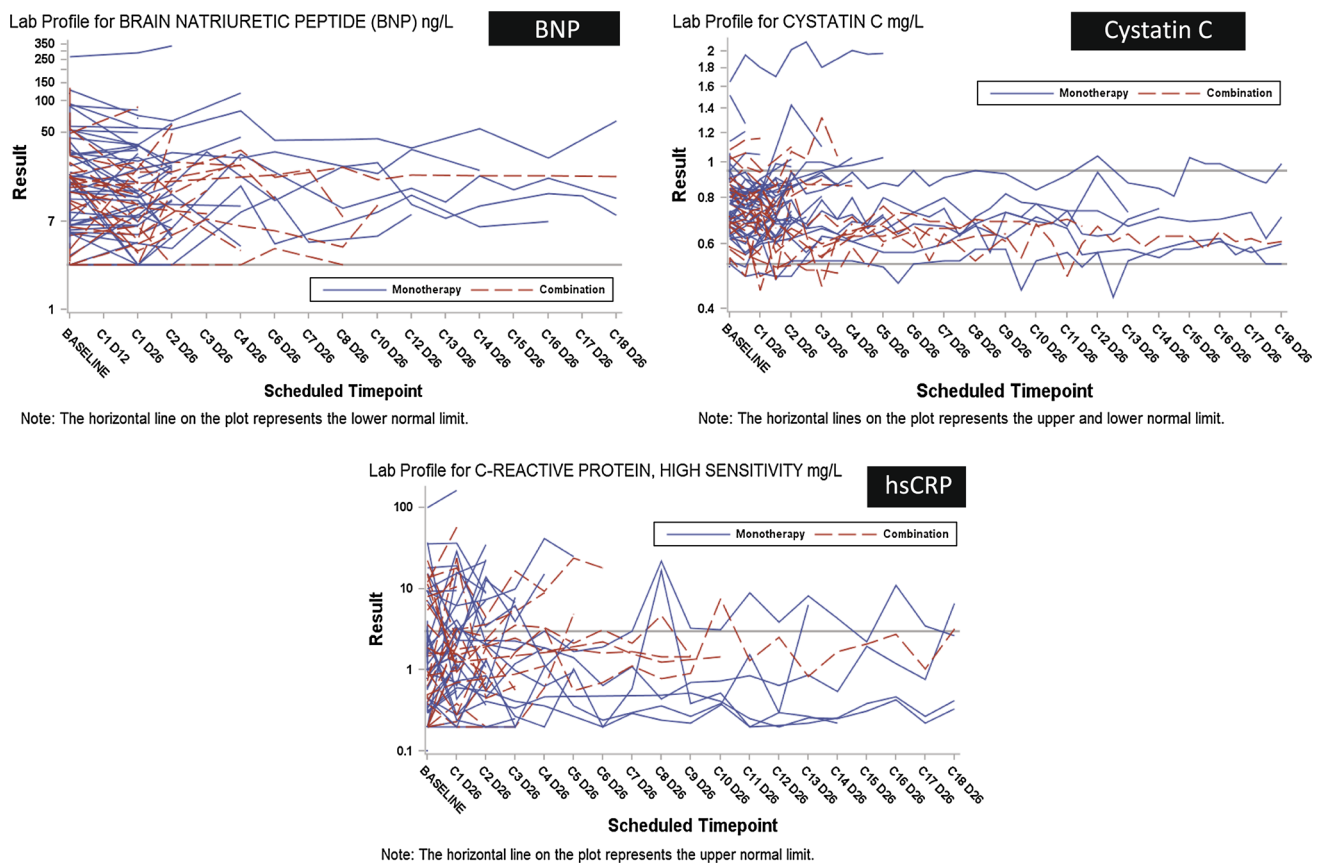 Lab Profile for BRAIN NATRIURETIC PEPTIDE (BNP) ng/L
BNP
350
250
150
100
50
7
1
Result
Monotherapy
Combination
BASELINE
C1 D12
C1 D26
C2 D26
C3 D26
C4 D26
C6 D26
C7 D26
C8 D26
C10 D26
C12 D26
C13 D26
C14 D26
C15 D26
C16 D26
C17 D26
C18 D26
Scheduled Timepoint
Note: The horizontal line on the plot represents the lower normal limit.
Lab Profile for CYSTATIN C mg/L
Cystatin C
2
1.8
1.6
1.4
1.2
1
0.8
0.6
0.4
Result
Monotherapy
Combination
BASELINE
C1 D26
C2 D26
C3 D26
C4 D26
C5 D26
C6 D26
C7 D26
C8 D26
C9 D26
C10 D26
C11 D26
C12 D26
C13 D26
C14 D26
C15 D26
C16 D26
C17 D26
C18 D26
Scheduled Timepoint
Note: The horizontal lines on the plot represents the upper and lower normal limit.
Lab Profile for C-REACTIVE PROTEIN, HIGH SENSITIVITY mg/L
hsCRP
100
10
1
0.1
Result
Monotherapy
Combination
BASELINE
C1 D26
C2 D26
C3 D26
C4 D26
C5 D26
C6 D26
C7 D26
C8 D26
C9 D26
C10 D26
C11 D26
C12 D26
C13 D26
C14 D26
C15 D26
C16 D26
C17 D26
C18 D26
Scheduled Timepoint
Note: The horizontal line on the plot represents the upper normal limit.